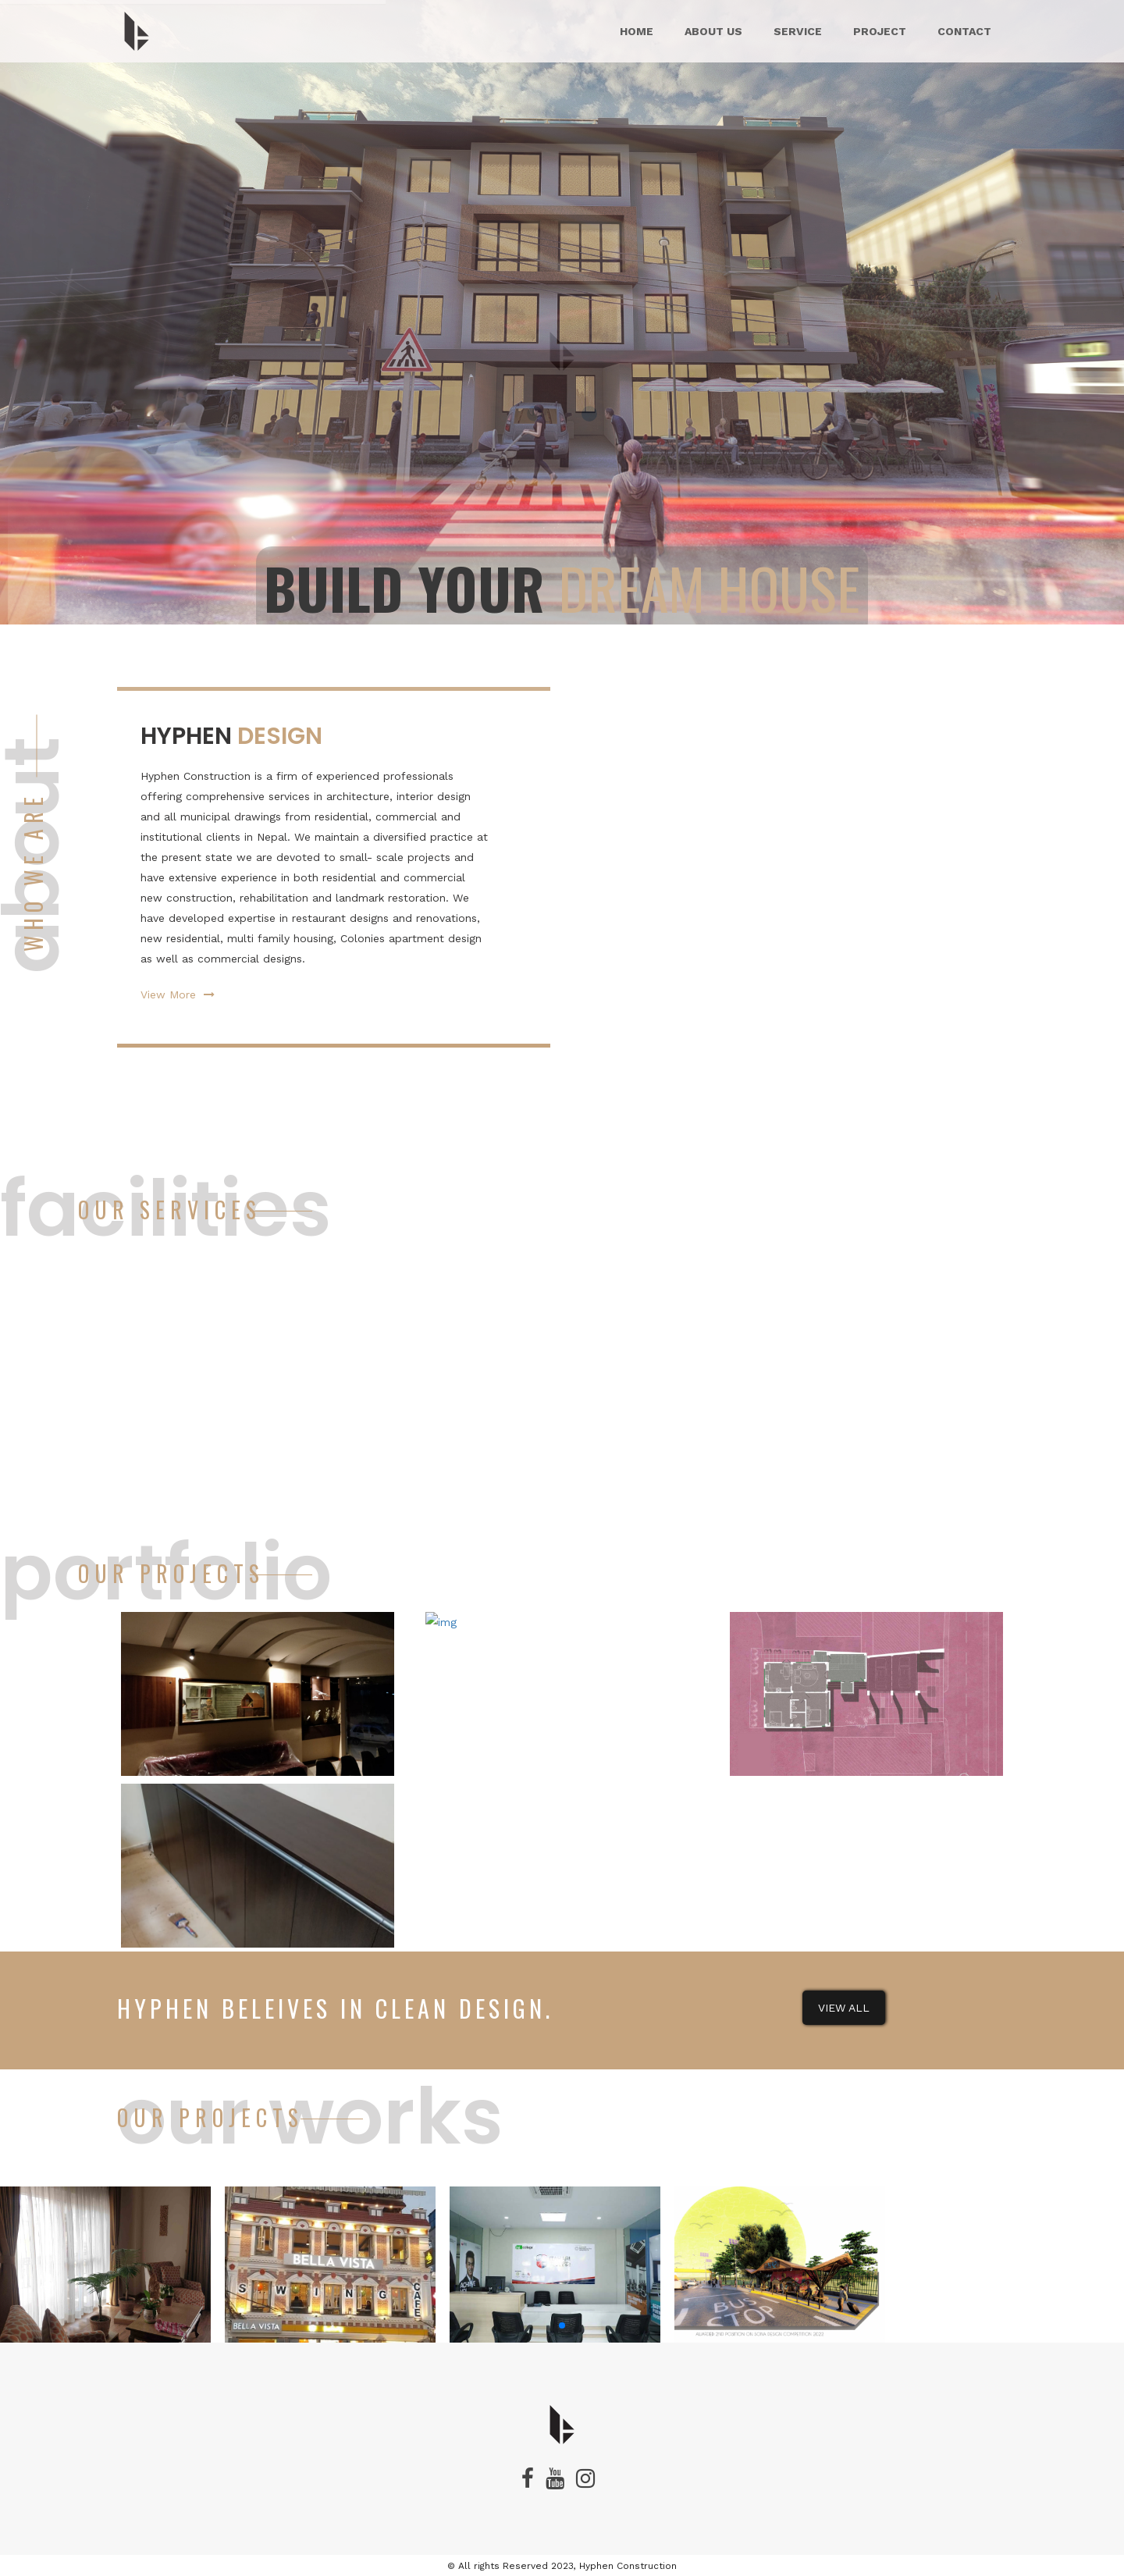 HOME ABOUT US SERVICE PROJECT CONTACT
BUILD YOUR DREAM HOUSE
about
WHO WE ARE
HYPHEN DESIGN
Hyphen Construction is a firm of experienced professionals
offering comprehensive services in architecture, interior design
and all municipal drawings from residential, commercial and
institutional clients in Nepal. We maintain a diversified practice at
the present state we are devoted to small- scale projects and
have extensive experience in both residential and commercial
new construction, rehabilitation and landmark restoration. We
have developed expertise in restaurant designs and renovations,
new residential, multi family housing, Colonies apartment design
as well as commercial designs.
View More
facilities
OUR SERVICES
portfolio
OUR PROJECTS
img
HYPHEN BELEIVES IN CLEAN DESIGN.
VIEW ALL
our works
OUR PROJECTS
BELLA VISTA
SWING CAFE
BELLA VISTA
BUS STOP
You
Tube
© All rights Reserved 2023, Hyphen Construction